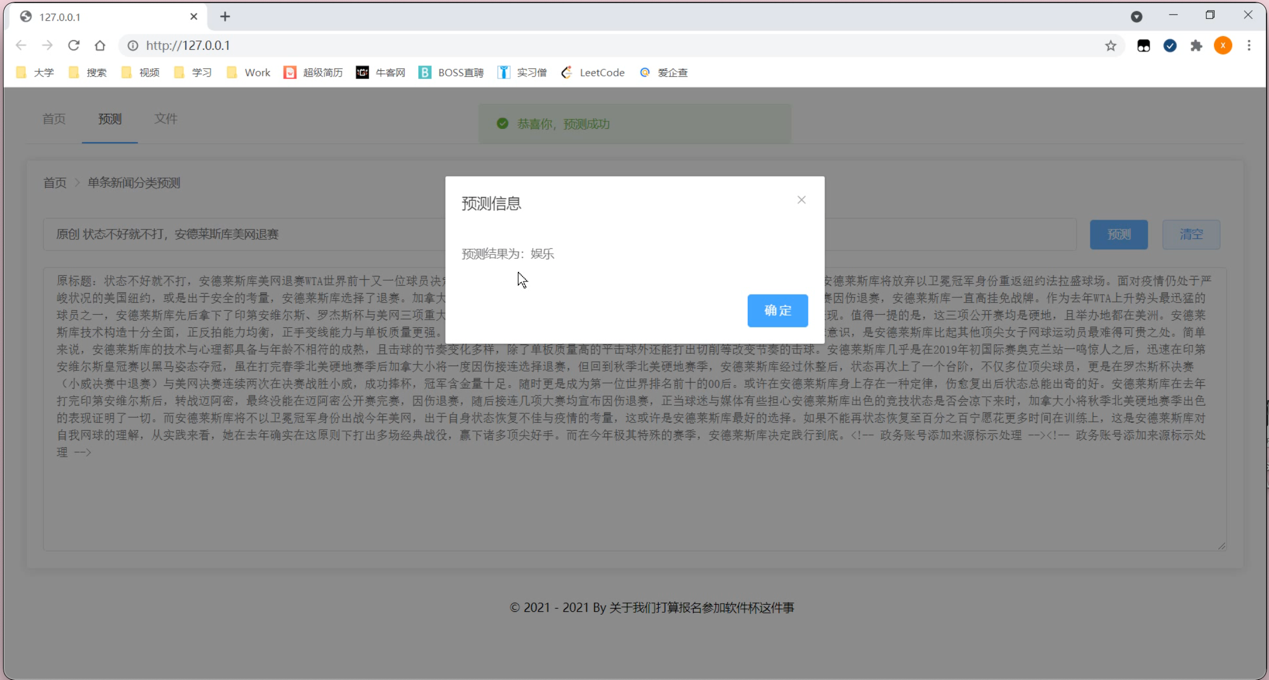 127.0.0.1
http://127.0.0.1
大学 搜索 视频 学习 Work 超级简历 牛客网 BOSS直聘 实习僧 LeetCode 爱企查
首页 预测 文件
恭喜你，预测成功
首页 > 单条新闻分类预测
预测信息
原创 状态不好就不打，安德莱斯库美网退赛
预测 清空
预测结果为：娱乐
确定
原标题：状态不好就不打，安德莱斯库美网退赛WTA世界前十又一位球员决 安德莱斯库将放弃以卫冕冠军身份重返纽约法拉盛球场。面对疫情仍处于严
峻状况的美国纽约，或是出于安全的考量，安德莱斯库选择了退赛。加拿大 赛因伤退赛，安德莱斯库一直高挂免战牌。作为去年WTA上升势头最迅猛的
球员之一，安德莱斯库先后拿下了印第安维尔斯、罗杰斯杯与美网三项重大 现。值得一提的是，这三项公开赛均是硬地，且举办地都在美洲。安德莱
斯库技术构造十分全面，正反拍能力均衡，正手变线能力与单板质量更强。 意识，是安德莱斯库比起其他顶尖女子网球运动员最难得可贵之处。简单
来说，安德莱斯库的技术与心理都具备与年龄不相符的成熟，且击球的节奏变化多样，除了单板质量高的平击球外还能打出切削等改变节奏的击球。安德莱斯库几乎是在2019年初国际赛奥克兰站一鸣惊人之后，迅速在印第
安维尔斯皇冠赛以黑马姿态夺冠，虽在打完春季北美硬地赛季后加拿大小将一度因伤接连选择退赛，但回到秋季北美硬地赛季，安德莱斯库经过休整后，状态再次上了一个台阶，不仅多位顶尖球员，更是在罗杰斯杯决赛
（小威决赛中退赛）与美网决赛连续两次在决赛战胜小威，成功捧杯，冠军含金量十足，随时更是成为第一位世界排名前十的00后。或许在安德莱斯库身上存在一种定律，伤愈复出后状态总能出奇的好。安德莱斯库在去年
打完印第安维尔斯后，转战迈阿密，最终没能在迈阿密公开赛完赛，因伤退赛，随后接连几项大赛均宣布因伤退赛，正当球迷与媒体有些担心安德莱斯库出色的竞技状态是否会凉下来时，加拿大小将秋季北美硬地赛季出色
的表现证明了一切。而安德莱斯库将不以卫冕冠军身份出战今年美网，出于自身状态恢复不佳与疫情的考量，这或许是安德莱斯库最好的选择。如果不能再状态恢复至百分之百宁愿花更多时间在训练上，这是安德莱斯库对
自我网球的理解，从实践来看，她在去年确实在这原则下打出多场经典战役，赢下诸多顶尖好手。而在今年极其特殊的赛季，安德莱斯库决定践行到底。<!-- 政务账号添加来源标示处理 --><!-- 政务账号添加来源标示处
理 -->
© 2021 - 2021 By 关于我们打算报名参加软件杯这件事